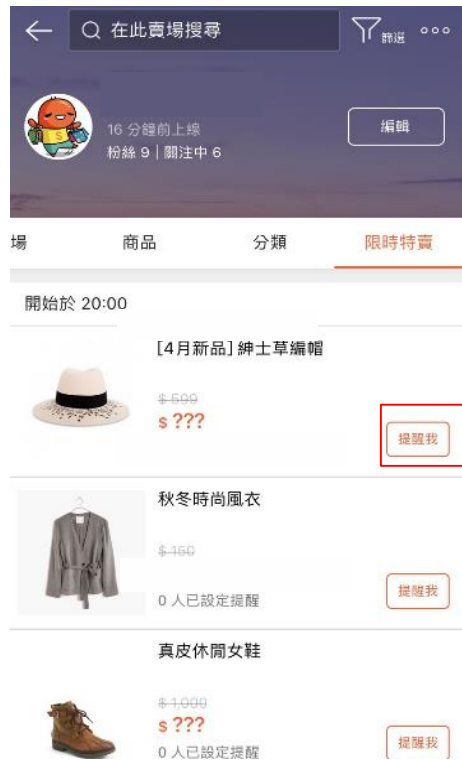 在此賣場搜尋
篩選
S
16 分鐘前上線
粉絲 9 | 關注中 6
編輯
場 商品 分類 限時特賣
開始於 20:00
[4月新品] 紳士草編帽
$ 599
$ ???
提醒我
秋冬時尚風衣
$ 150
0 人已設定提醒
提醒我
真皮休閒女鞋
$ 1,000
$ ???
0 人已設定提醒
提醒我